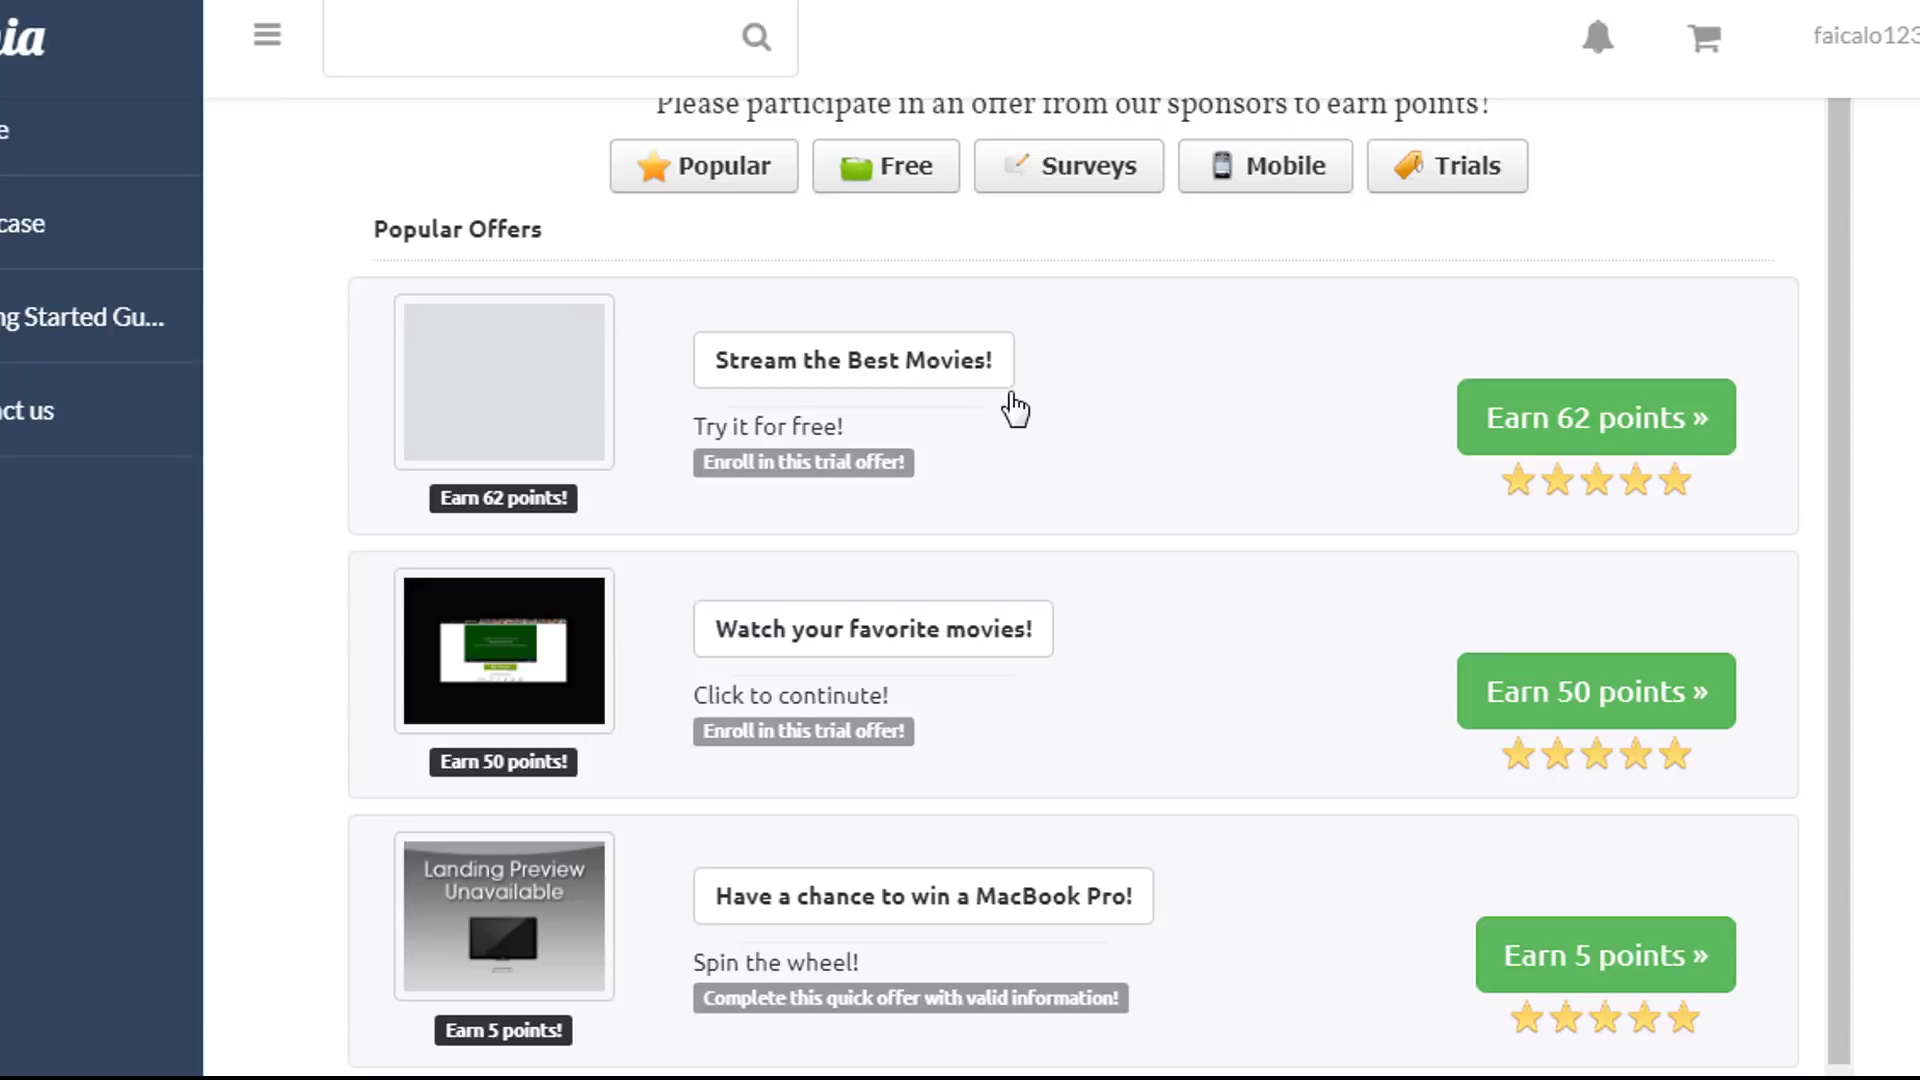 ia
faicalo123
e
case
ng Started Gu...
ct us
Please participate in an offer from our sponsors to earn points!
Popular
Free
Surveys
Mobile
Trials
Popular Offers
Stream the Best Movies!
Try it for free!
Enroll in this trial offer!
Earn 62 points!
Earn 62 points »
Watch your favorite movies!
Click to continute!
Enroll in this trial offer!
Earn 50 points!
Earn 50 points »
Landing Preview
Unavailable
Have a chance to win a MacBook Pro!
Spin the wheel!
Complete this quick offer with valid information!
Earn 5 points!
Earn 5 points »